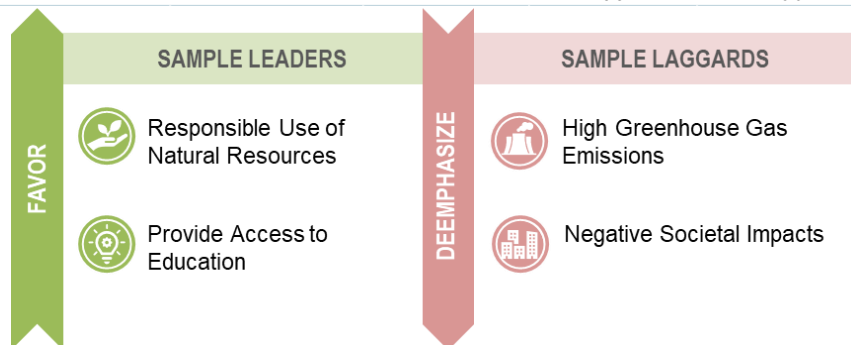 SAMPLE LEADERS
SAMPLE LAGGARDS
FAVOR
Responsible Use of
Natural Resources
Provide Access to
Education
DEEMPHASIZE
High Greenhouse Gas
Emissions
Negative Societal Impacts